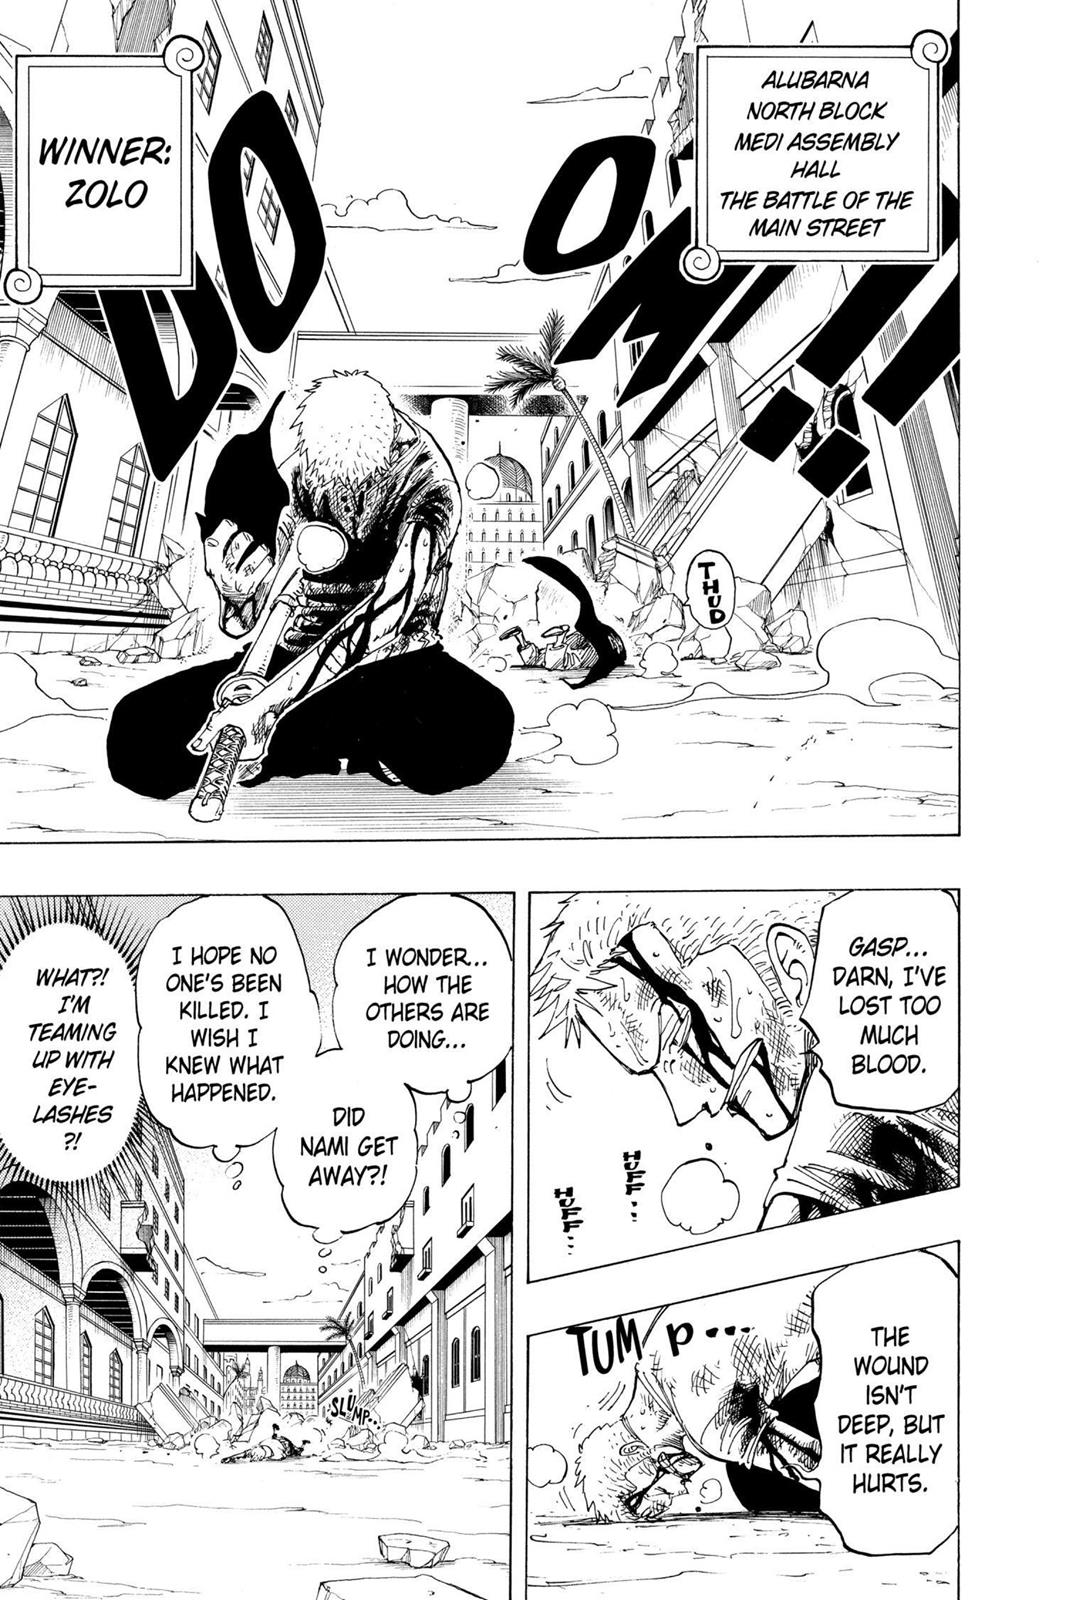 ALUBARNA
NORTH BLOCK
MEDI ASSEMBLY
HALL
THE BATTLE OF THE
MAIN STREET
WINNER:
ZOLO
DOOM!!!
THUD
GASP...
DARN, I'VE
LOST TOO
MUCH
BLOOD.
HUFF...
HUFF...
THE
WOUND
ISN'T
DEEP, BUT
IT REALLY
HURTS.
TUMP...
I WONDER...
HOW THE
OTHERS ARE
DOING...
DID
NAMI GET
AWAY?!
I HOPE NO
ONE'S BEEN
KILLED. I
WISH I
KNEW WHAT
HAPPENED.
WHAT?!
I'M
TEAMING
UP WITH
EYE-
LASHES
?!
SLUMP...